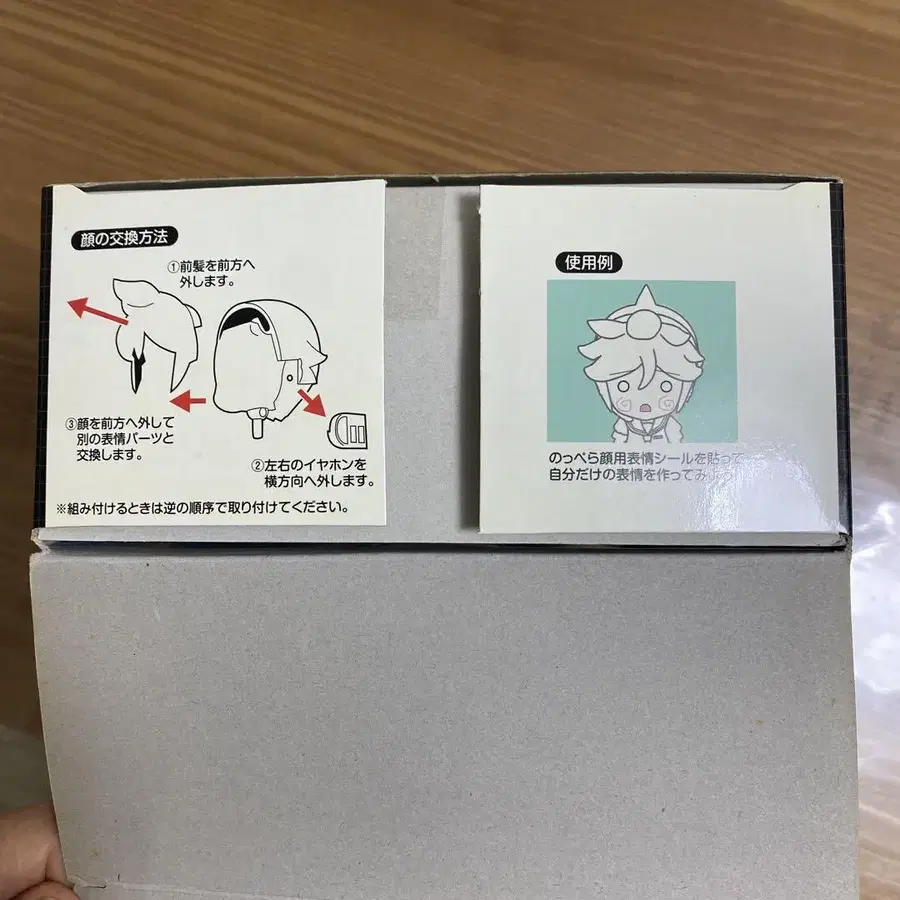 顔の交換方法
①前髪を前方へ
外します。
③顔を前方へ外して
別の表情パーツと
交換します。
②左右のイヤホンを
横方向へ外します。
※組み付けるときは逆の順序で取り付けてください。
使用例
のっぺら顔用表情シールを貼って
自分だけの表情を作ってみよう